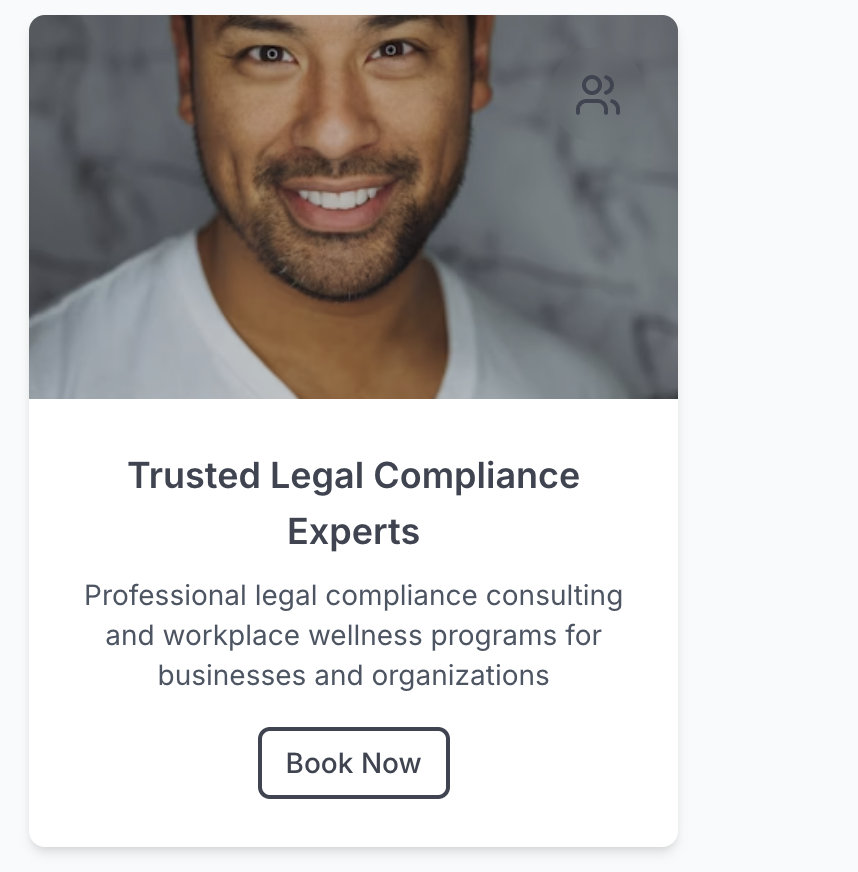 Trusted Legal Compliance
Experts
Professional legal compliance consulting
and workplace wellness programs for
businesses and organizations
Book Now